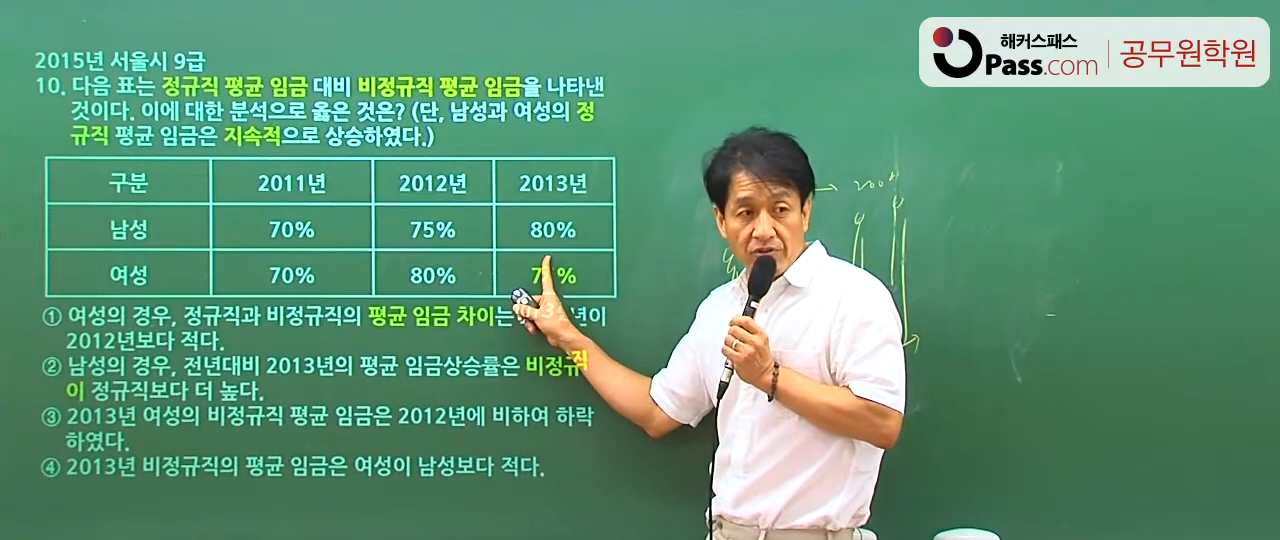 해커스패스
Pass.com
공무원학원
2015년 서울시 9급
10. 다음 표는 정규직 평균 임금 대비 비정규직 평균 임금을 나타낸
것이다. 이에 대한 분석으로 옳은 것은? (단, 남성과 여성의 정
규직 평균 임금은 지속적으로 상승하였다.)
구분 2011년 2012년 2013년
남성 70% 75% 80%
여성 70% 80%
① 여성의 경우, 정규직과 비정규직의 평균 임금 차이는
2012년보다 적다.
② 남성의 경우, 전년대비 2013년의 평균 임금상승률은 비정규직
이 정규직보다 더 높다.
③ 2013년 여성의 비정규직 평균 임금은 2012년에 비하여 하락
하였다.
④ 2013년 비정규직의 평균 임금은 여성이 남성보다 적다.